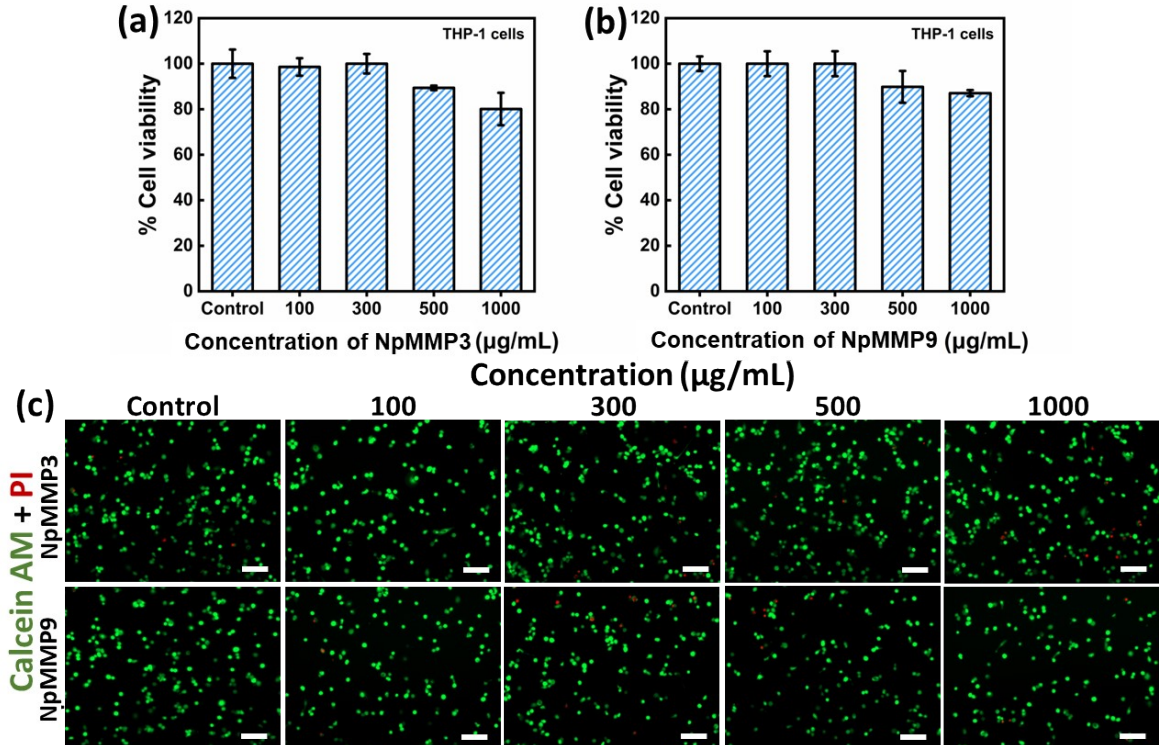 (a)
120
100
80
60
40
20
0
% Cell viability
THP-1 cells
Control 100 300 500 1000
Concentration of NpMMP3 (µg/mL)
(b)
120
100
80
60
40
20
0
% Cell viability
THP-1 cells
Control 100 300 500 1000
Concentration of NpMMP9 (µg/mL)
(c)
Concentration (µg/mL)
Control 100 300 500 1000
Calcein AM + PI
NpMMP3
NpMMP9